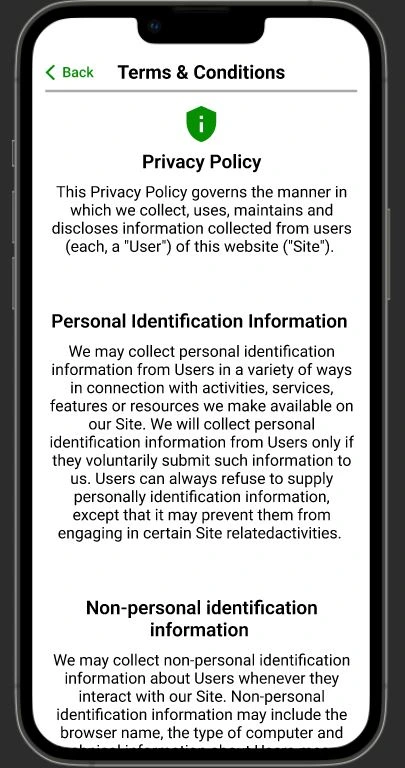 Back Terms & Conditions
Privacy Policy
This Privacy Policy governs the manner in
which we collect, uses, maintains and
discloses information collected from users
(each, a "User") of this website ("Site").
Personal Identification Information
We may collect personal identification
information from Users in a variety of ways
in connection with activities, services,
features or resources we make available on
our Site. We will collect personal
identification information from Users only if
they voluntarily submit such information to
us. Users can always refuse to supply
personally identification information,
except that it may prevent them from
engaging in certain Site relatedactivities.
Non-personal identification
information
We may collect non-personal identification
information about Users whenever they
interact with our Site. Non-personal
identification information may include the
browser name, the type of computer and
information about Users